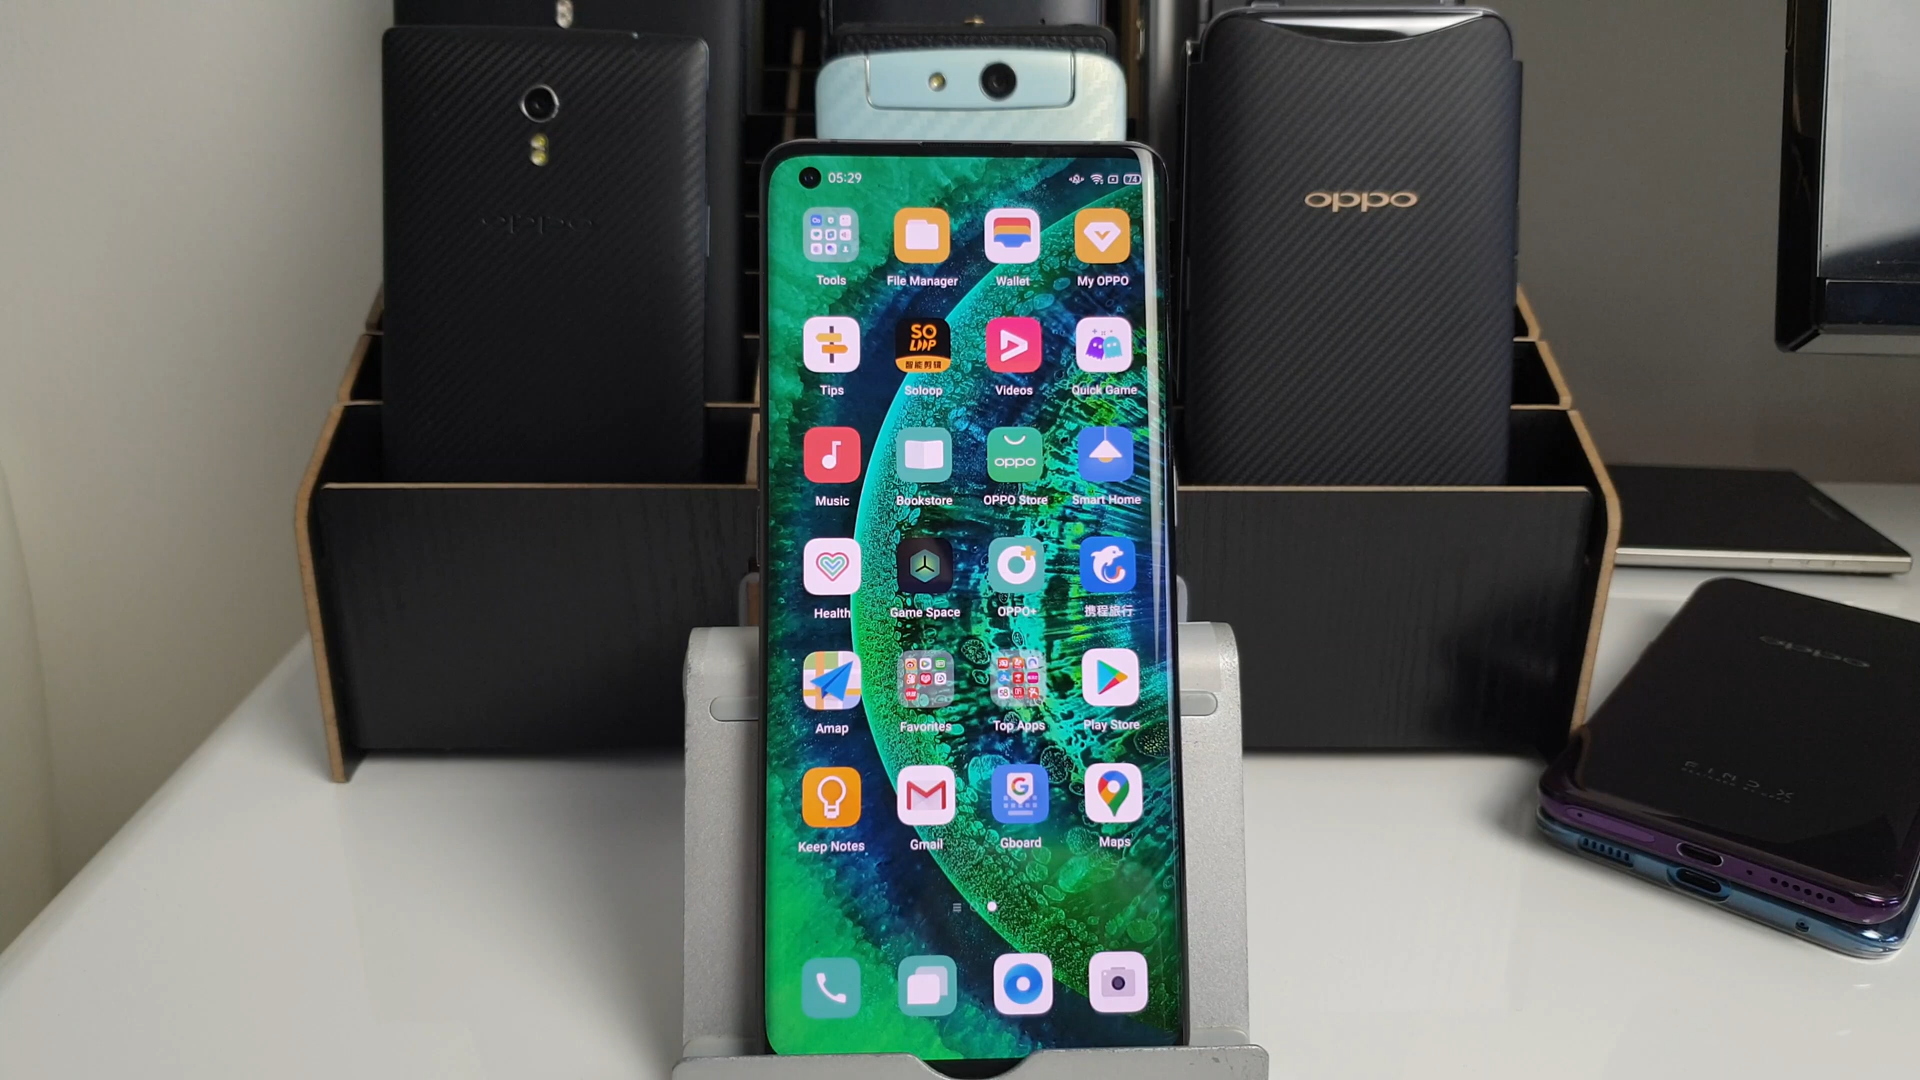 05:29
74
oppo
oppo
Tools
File Manager
Wallet
My OPPO
SO
LOOP
智能剪辑
Tips
Soloop
Videos
Quick Game
oppo
Music
Bookstore
OPPO Store
Smart Home
Health
Game Space
OPPO+
携程旅行
Amap
Favorites
Top Apps
Play Store
G
Keep Notes
Gmail
Gboard
Maps
oppo
FIND X